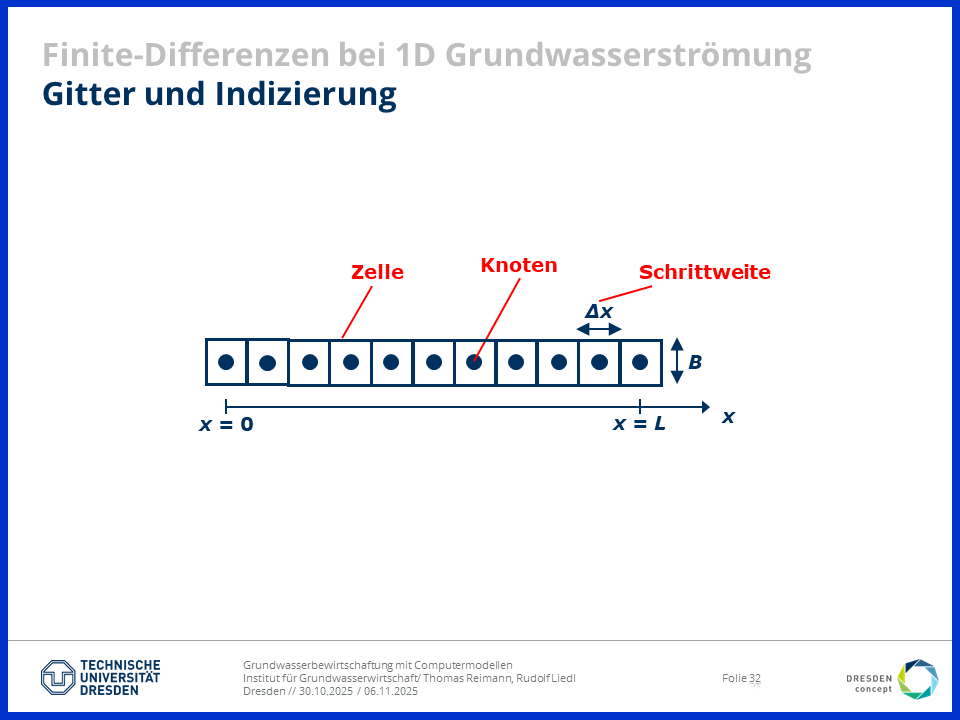 Finite-Differenzen bei 1D Grundwasserströmung
Gitter und Indizierung
Zelle
Knoten
Schrittweite
Δx
B
x = 0
x = L
x
TECHNISCHE
UNIVERSITÄT
DRESDEN
Grundwasserbewirtschaftung mit Computermodellen
Institut für Grundwasserwirtschaft/ Thomas Reimann, Rudolf Liedl
Dresden // 30.10.2025 / 06.11.2025
Folie 32
DRESDEN
concept